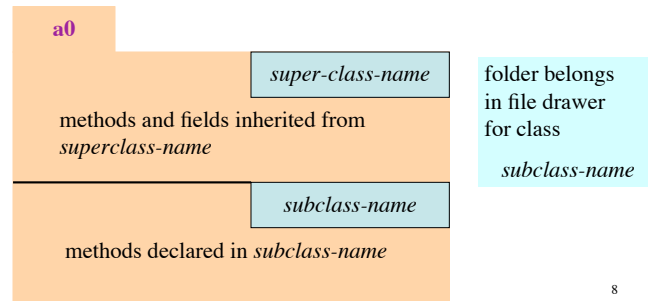 a0
super-class-name
methods and fields inherited from
superclass-name
folder belongs
in file drawer
for class
subclass-name
subclass-name
methods declared in subclass-name
8